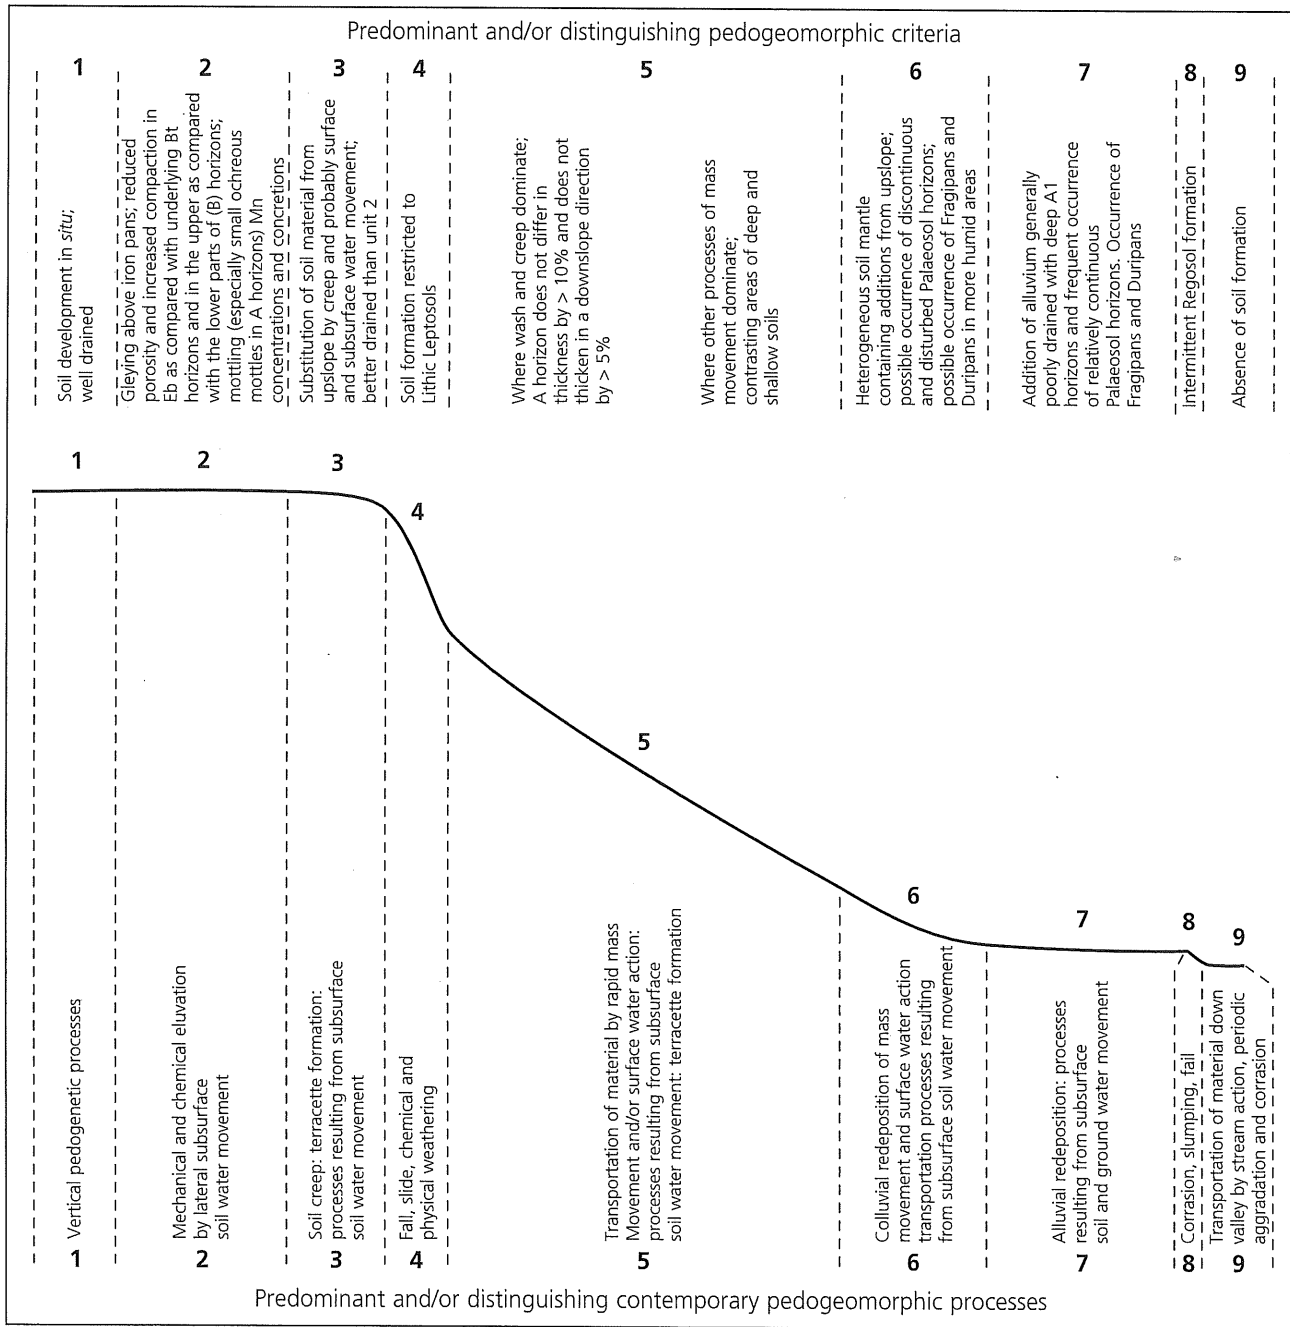 Predominant and/or distinguishing pedogeomorphic criteria
1
2
3
4
5
6
7
8
9
Soil development in situ;
well drained
Gleying above iron pans; reduced
porosity and increased compaction in
Eb as compared with underlying Bt
horizons and in the upper as compared
with the lower parts of (B) horizons;
mottling (especially small ochreous
mottles in A horizons) Mn
concentrations and concretions
Substitution of soil material from
upslope by creep and probably surface
and subsurface water movement;
better drained than unit 2
Soil formation restricted to
Lithic Leptosols
Where wash and creep dominate;
A horizon does not differ in
thickness by > 10% and does not
thicken in a downslope direction
by > 5%
Where other processes of mass
movement dominate;
contrasting areas of deep and
shallow soils
Heterogeneous soil mantle
containing additions from upslope;
possible occurrence of discontinuous
and disturbed Palaeosol horizons;
possible occurrence of Fragipans and
Duripans in more humid areas
Addition of alluvium generally
poorly drained with deep A1
horizons and frequent occurrence
of relatively continuous
Palaeosol horizons. Occurrence of
Fragipans and Duripans
Intermittent Regosol formation
Absence of soil formation
1
2
3
4
5
6
7
8
9
Vertical pedogenetic processes
Mechanical and chemical eluvation
by lateral subsurface
soil water movement
Soil creep: terracette formation:
processes resulting from subsurface
soil water movement
Fall, slide, chemical and
physical weathering
Transportation of material by rapid mass
Movement and/or surface water action:
processes resulting from subsurface
soil water movement: terracette formation
Colluvial redeposition of mass
movement and surface water action
transportation processes resulting
from subsurface soil water movement
Alluvial redeposition: processes
resulting from subsurface
soil and ground water movement
Corrasion, slumping, fail
Transportation of material down
valley by stream action, periodic
aggradation and corrasion
1
2
3
4
5
6
7
8
9
Predominant and/or distinguishing contemporary pedogeomorphic processes